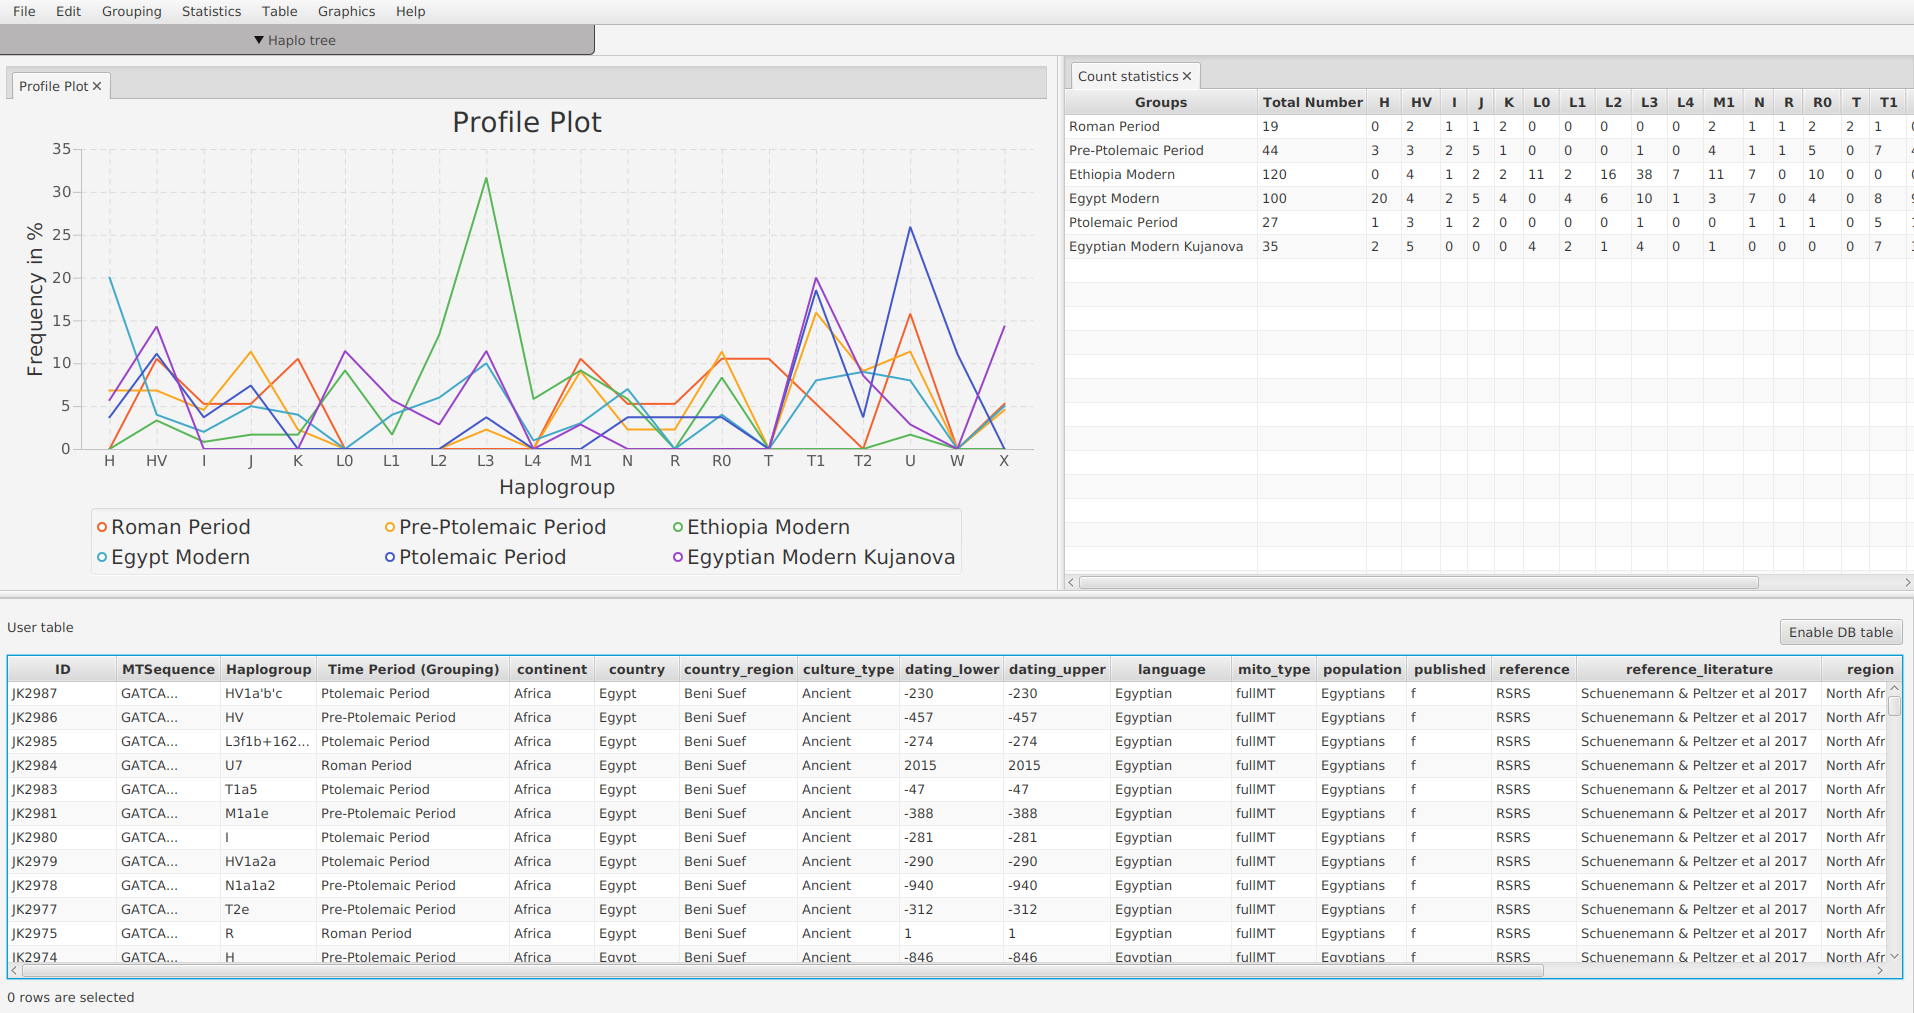 File Edit Grouping Statistics Table Graphics Help
▼ Haplo tree
Profile Plot ×
Profile Plot
Frequency in %
35
30
25
20
15
10
5
0
H HV I J K L0 L1 L2 L3 L4 M1 N R R0 T T1 T2 U W X
Haplogroup
Roman Period Pre-Ptolemaic Period Ethiopia Modern
Egypt Modern Ptolemaic Period Egyptian Modern Kujanova
Count statistics ×
Groups Total Number H HV I J K L0 L1 L2 L3 L4 M1 N R R0 T T1
Roman Period 19 0 2 1 1 2 0 0 0 0 0 2 1 1 2 2 1
Pre-Ptolemaic Period 44 3 3 2 5 1 0 0 0 1 0 4 1 1 5 0 7
Ethiopia Modern 120 0 4 1 2 2 11 2 16 38 7 11 7 0 10 0 0
Egypt Modern 100 20 4 2 5 4 0 4 6 10 1 3 7 0 4 0 8
Ptolemaic Period 27 1 3 1 2 0 0 0 0 1 0 0 1 1 1 0 5
Egyptian Modern Kujanova 35 2 5 0 0 0 4 2 1 4 0 1 0 0 0 0 7
User table
Enable DB table
ID MTSequence Haplogroup Time Period (Grouping) continent country country_region culture_type dating_lower dating_upper language mito_type population published reference reference_literature region
JK2987 GATCA... HV1a'b'c Ptolemaic Period Africa Egypt Beni Suef Ancient -230 -230 Egyptian fullMT Egyptians f RSRS Schuenemann & Peltzer et al 2017 North Afr
JK2986 GATCA... HV Pre-Ptolemaic Period Africa Egypt Beni Suef Ancient -457 -457 Egyptian fullMT Egyptians f RSRS Schuenemann & Peltzer et al 2017 North Afr
JK2985 GATCA... L3f1b+162... Ptolemaic Period Africa Egypt Beni Suef Ancient -274 -274 Egyptian fullMT Egyptians f RSRS Schuenemann & Peltzer et al 2017 North Afr
JK2984 GATCA... U7 Roman Period Africa Egypt Beni Suef Ancient 2015 2015 Egyptian fullMT Egyptians f RSRS Schuenemann & Peltzer et al 2017 North Afr
JK2983 GATCA... T1a5 Ptolemaic Period Africa Egypt Beni Suef Ancient -47 -47 Egyptian fullMT Egyptians f RSRS Schuenemann & Peltzer et al 2017 North Afr
JK2981 GATCA... M1a1e Pre-Ptolemaic Period Africa Egypt Beni Suef Ancient -388 -388 Egyptian fullMT Egyptians f RSRS Schuenemann & Peltzer et al 2017 North Afr
JK2980 GATCA... I Ptolemaic Period Africa Egypt Beni Suef Ancient -281 -281 Egyptian fullMT Egyptians f RSRS Schuenemann & Peltzer et al 2017 North Afr
JK2979 GATCA... HV1a2a Ptolemaic Period Africa Egypt Beni Suef Ancient -290 -290 Egyptian fullMT Egyptians f RSRS Schuenemann & Peltzer et al 2017 North Afr
JK2978 GATCA... N1a1a2 Pre-Ptolemaic Period Africa Egypt Beni Suef Ancient -940 -940 Egyptian fullMT Egyptians f RSRS Schuenemann & Peltzer et al 2017 North Afr
JK2977 GATCA... T2e Pre-Ptolemaic Period Africa Egypt Beni Suef Ancient -312 -312 Egyptian fullMT Egyptians f RSRS Schuenemann & Peltzer et al 2017 North Afr
JK2975 GATCA... R Roman Period Africa Egypt Beni Suef Ancient 1 1 Egyptian fullMT Egyptians f RSRS Schuenemann & Peltzer et al 2017 North Afr
JK2974 GATCA... H Pre-Ptolemaic Period Africa Egypt Beni Suef Ancient -846 -846 Egyptian fullMT Egyptians f RSRS Schuenemann & Peltzer et al 2017 North Afr
0 rows are selected